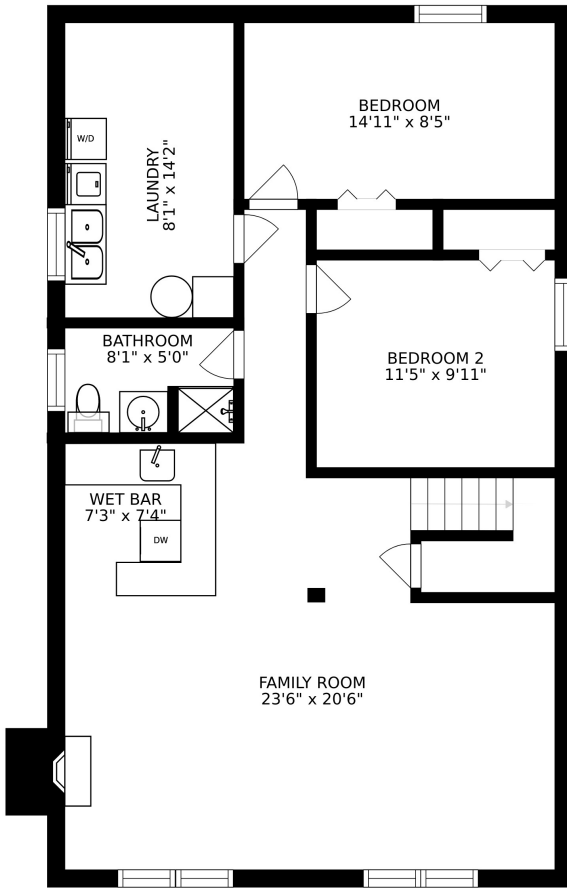 BEDROOM
14'11" x 8'5"
W/D
LAUNDRY
8'1" x 14'2"
BATHROOM
8'1" x 5'0"
BEDROOM 2
11'5" x 9'11"
WET BAR
7'3" x 7'4"
DW
FAMILY ROOM
23'6" x 20'6"